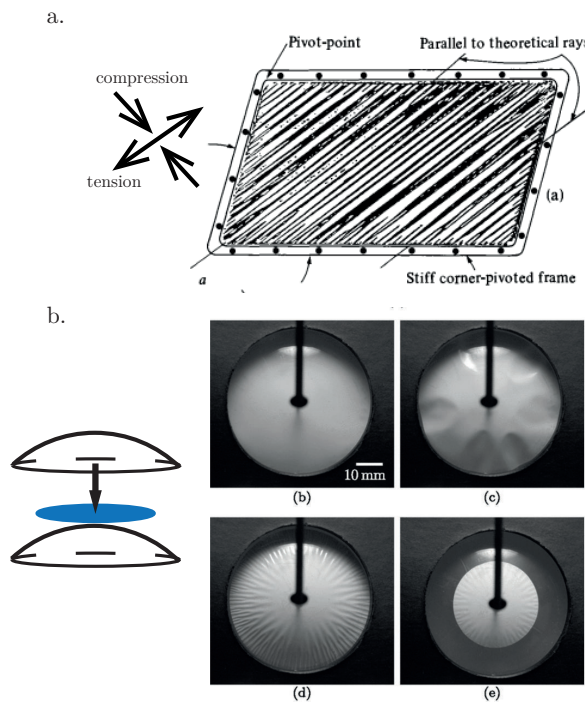 a.
Pivot-point
Parallel to theoretical rays
compression
tension
(a)
a
Stiff corner-pivoted frame
b.
10 mm
(b)
(c)
(d)
(e)